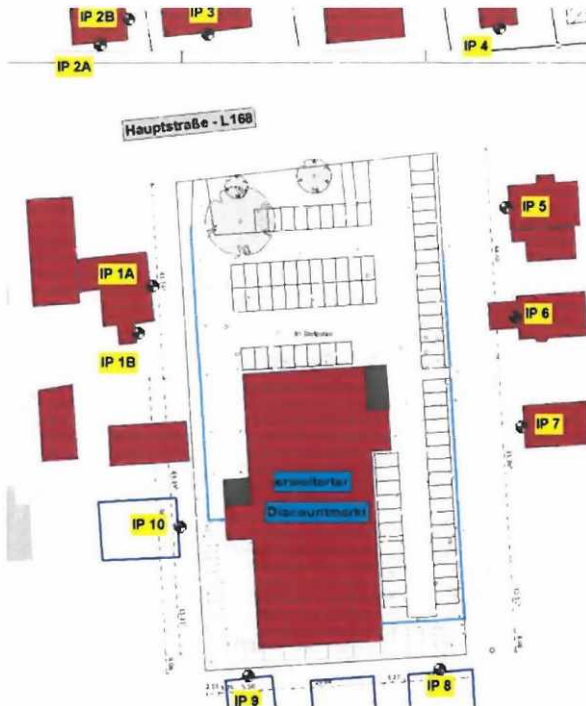 IP 2B
IP 3
IP 4
IP 2A
Hauptstraße - L168
IP 5
IP 1A
IP 6
IP 1B
IP 7
erweiterter
Discountmarkt
IP 10
IP 8
IP 9